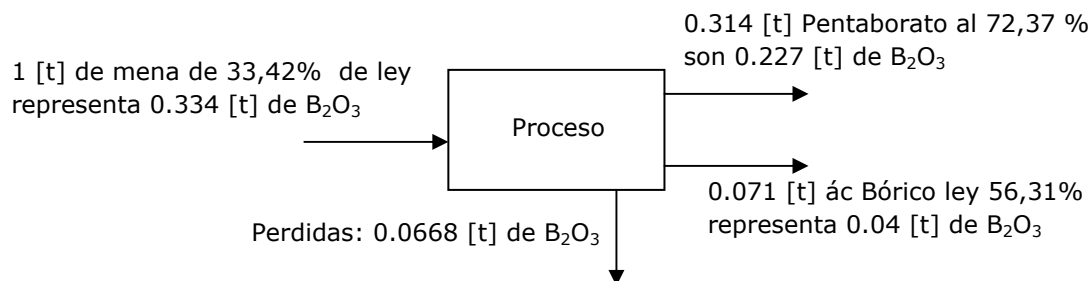 0.314 [t] Pentaborato al 72,37 %
son 0.227 [t] de B₂O₃
1 [t] de mena de 33,42% de ley
representa 0.334 [t] de B₂O₃
Proceso
0.071 [t] ác Bórico ley 56,31%
representa 0.04 [t] de B₂O₃
Perdidas: 0.0668 [t] de B₂O₃